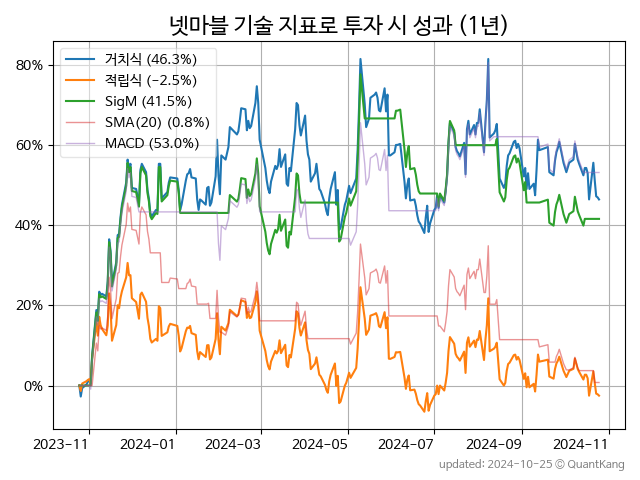 넷마블 기술 지표로 투자 시 성과 (1년)
거치식 (46.3%)
적립식 (−2.5%)
SigM (41.5%)
SMA(20) (0.8%)
MACD (53.0%)
80%
60%
40%
20%
0%
2023−11 2024−01 2024−03 2024−05 2024−07 2024−09 2024−11
updated: 2024-10-25 ⓒ QuantKang